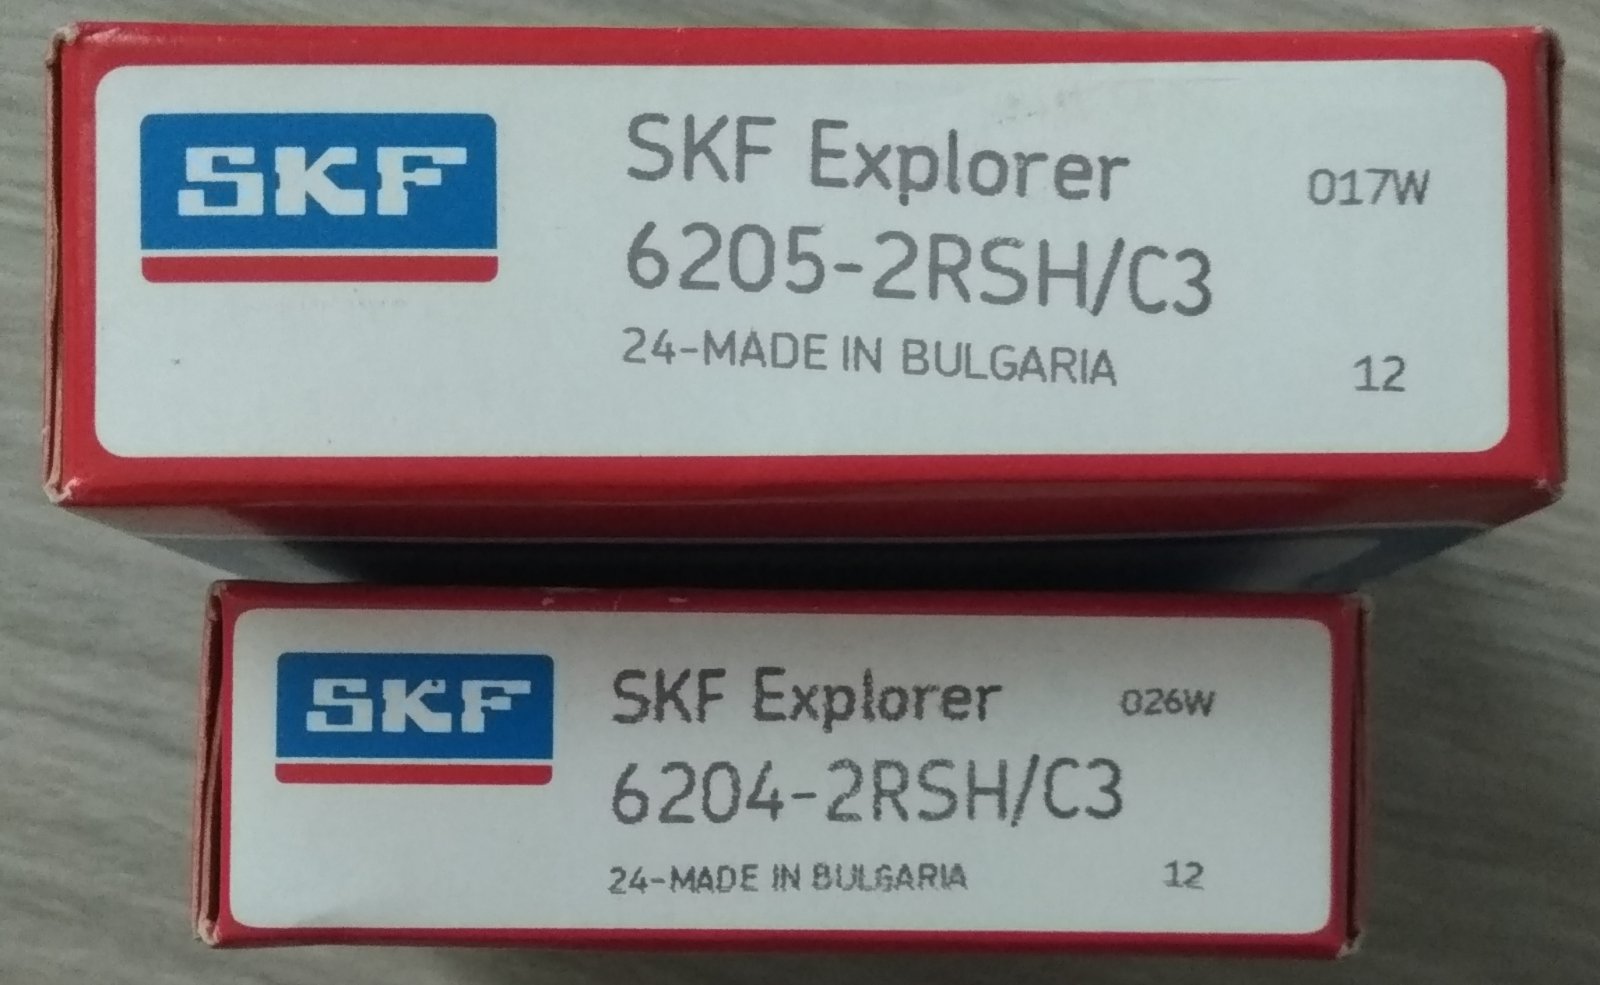 SKF
SKF Explorer
017W
6205-2RSH/C3
24-MADE IN BULGARIA
12
SKF
SKF Explorer
026W
6204-2RSH/C3
24-MADE IN BULGARIA
12